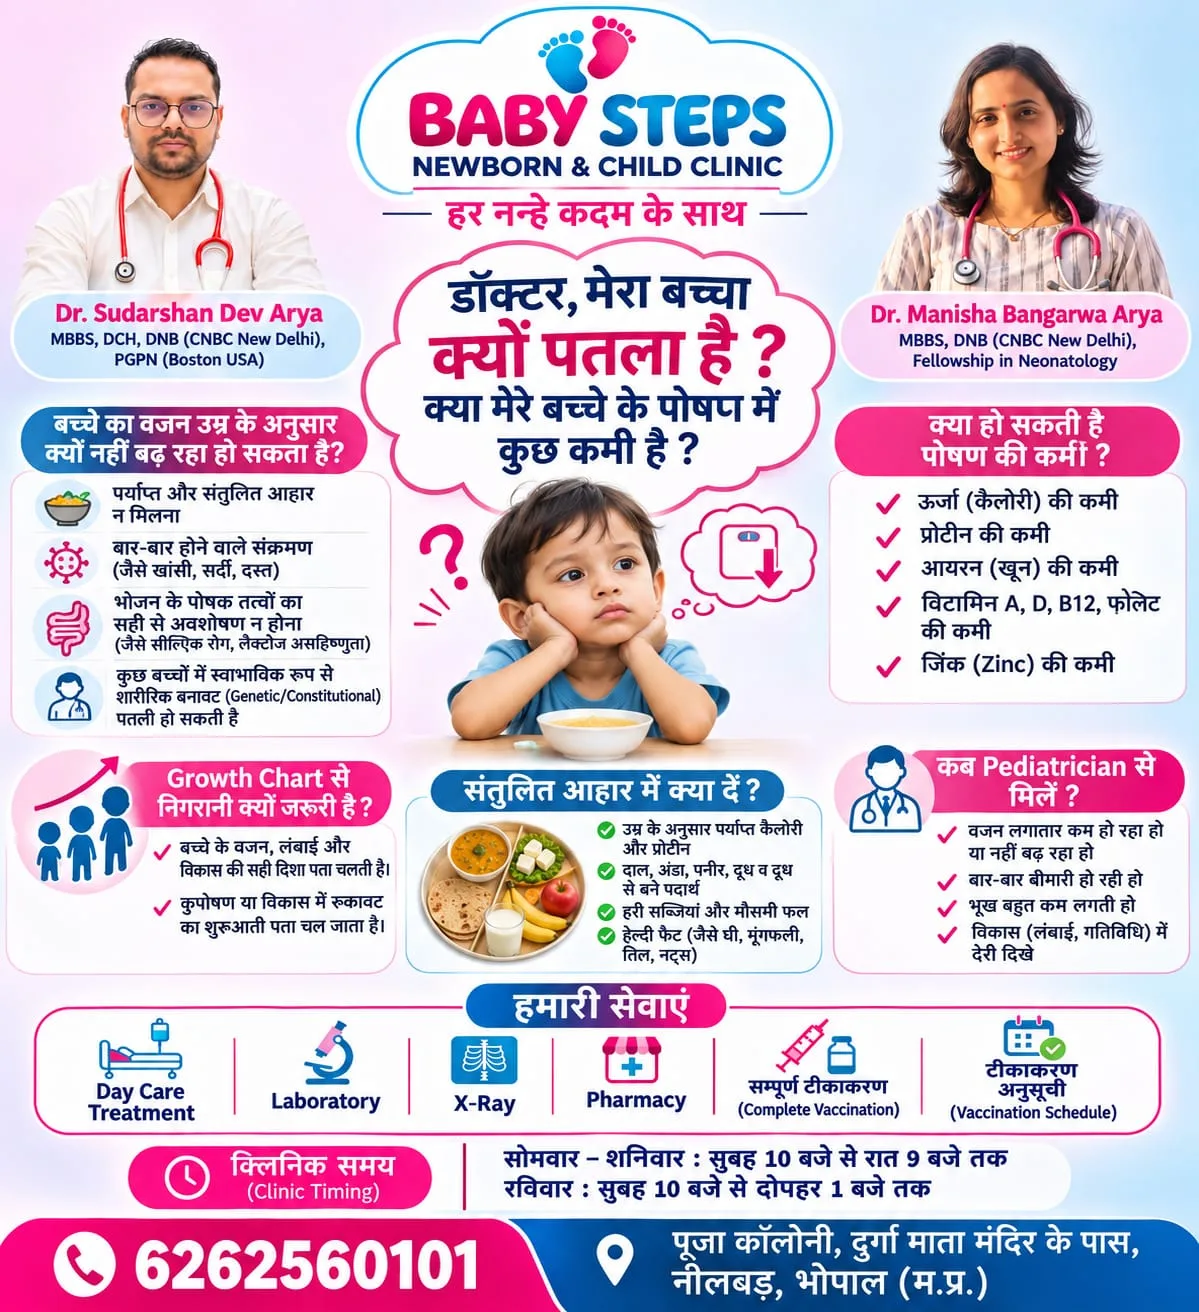 BABY STEPS
NEWBORN & CHILD CLINIC
हर नन्हे कदम के साथ
Dr. Sudarshan Dev Arya
MBBS, DCH, DNB (CNBC New Delhi),
PGPN (Boston USA)
डॉक्टर, मेरा बच्चा
क्यों पतला है ?
क्या मेरे बच्चे के पोषण में
कुछ कमी है ?
Dr. Manisha Bangarwa Arya
MBBS, DNB (CNBC New Delhi),
Fellowship in Neonatology
बच्चे का वजन उम्र के अनुसार
क्यों नहीं बढ़ रहा हो सकता है?
पर्याप्त और संतुलित आहार
न मिलना
बार-बार होने वाले संक्रमण
(जैसे खांसी, सर्दी, दस्त)
भोजन के पोषक तत्वों का
सही से अवशोषण न होना
(जैसे सीलिएक रोग, लैक्टोज असहिष्णुता)
कुछ बच्चों में स्वाभाविक रूप से
शारीरिक बनावट (Genetic/Constitutional)
पतली हो सकती है
?
क्या हो सकती है
पोषण की कमी ?
ऊर्जा (कैलोरी) की कमी
प्रोटीन की कमी
आयरन (खून) की कमी
विटामिन A, D, B12, फोलेट
की कमी
जिंक (Zinc) की कमी
Growth Chart से
निगरानी क्यों जरूरी है ?
बच्चे के वजन, लंबाई और
विकास की सही दिशा पता चलती है।
कुपोषण या विकास में रुकावट
का शुरुआती पता चल जाता है।
संतुलित आहार में क्या दें ?
उम्र के अनुसार पर्याप्त कैलोरी
और प्रोटीन
दाल, अंडा, पनीर, दूध व दूध
से बने पदार्थ
हरी सब्जियां और मौसमी फल
हेल्दी फैट (जैसे घी, मूंगफली,
तिल, नट्स)
कब Pediatrician से
मिलें ?
वजन लगातार कम हो रहा हो
या नहीं बढ़ रहा हो
बार-बार बीमारी हो रही हो
भूख बहुत कम लगती हो
विकास (लंबाई, गतिविधि) में
देरी दिखे
हमारी सेवाएं
Day Care
Treatment
Laboratory
X-Ray
Pharmacy
सम्पूर्ण टीकाकरण
(Complete Vaccination)
टीकाकरण
अनुसूची
(Vaccination Schedule)
क्लिनिक समय
(Clinic Timing)
सोमवार – शनिवार : सुबह 10 बजे से रात 9 बजे तक
रविवार : सुबह 10 बजे से दोपहर 1 बजे तक
6262560101
पूजा कॉलोनी, दुर्गा माता मंदिर के पास,
नीलबड़, भोपाल (म.प्र.)